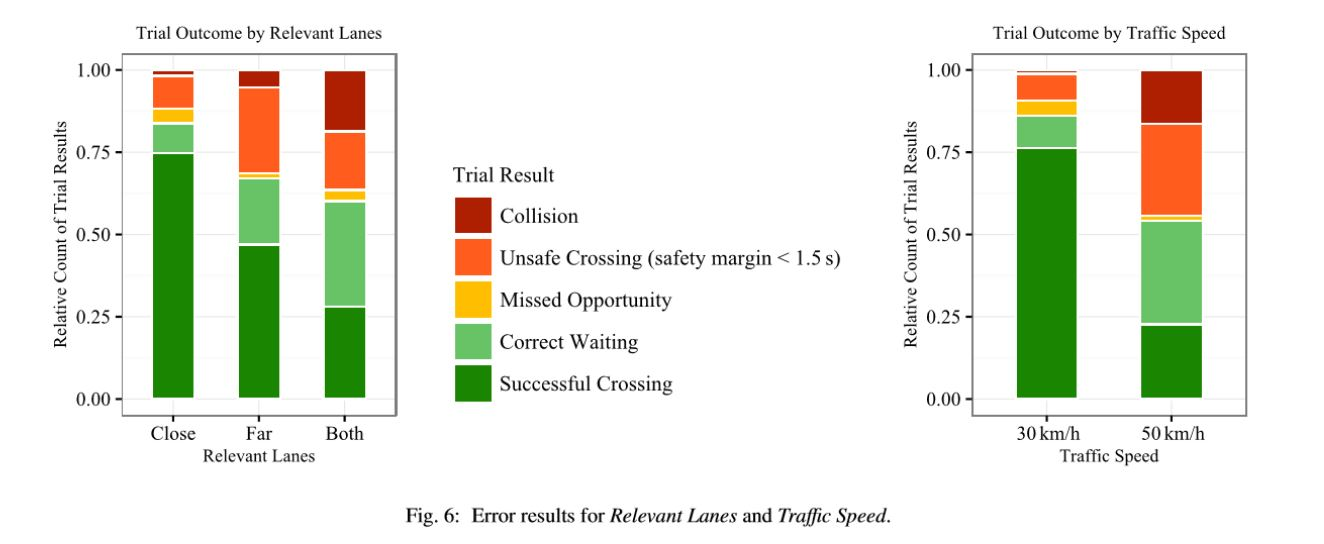 Trial Outcome by Relevant Lanes
Relative Count of Trial Results
1.00
0.75
0.50
0.25
0.00
Close Far Both
Relevant Lanes
Trial Result
Collision
Unsafe Crossing (safety margin < 1.5 s)
Missed Opportunity
Correct Waiting
Successful Crossing
Trial Outcome by Traffic Speed
Relative Count of Trial Results
1.00
0.75
0.50
0.25
0.00
30 km/h 50 km/h
Traffic Speed
Fig. 6: Error results for Relevant Lanes and Traffic Speed.